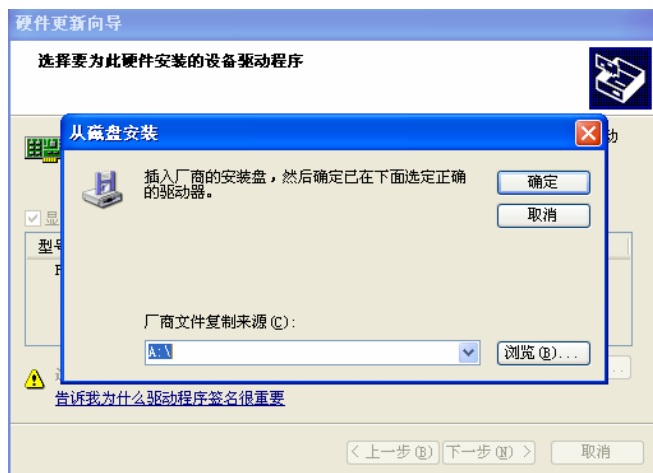 硬件更新向导
选择要为此硬件安装的设备驱动程序
从磁盘安装
动
插入厂商的安装盘，然后确定已在下面选定正确
的驱动器。
确定
取消
显
型号
厂商文件复制来源(C):
A:\
浏览(B)...
告诉我为什么驱动程序签名很重要
< 上一步(B)
下一步(N) >
取消